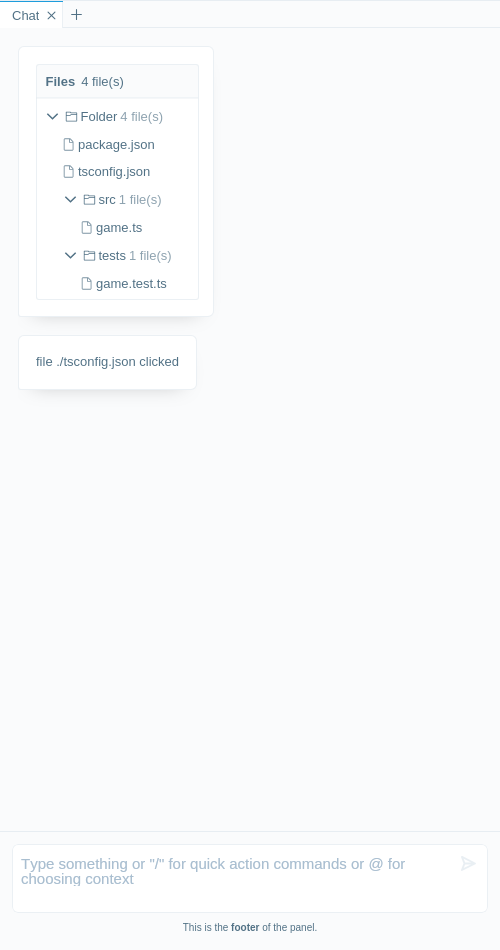 Chat
Files 4 file(s)
Folder 4 file(s)
package.json
tsconfig.json
src 1 file(s)
game.ts
tests 1 file(s)
game.test.ts
file ./tsconfig.json clicked
Type something or "/" for quick action commands or @ for
choosing context
This is the footer of the panel.